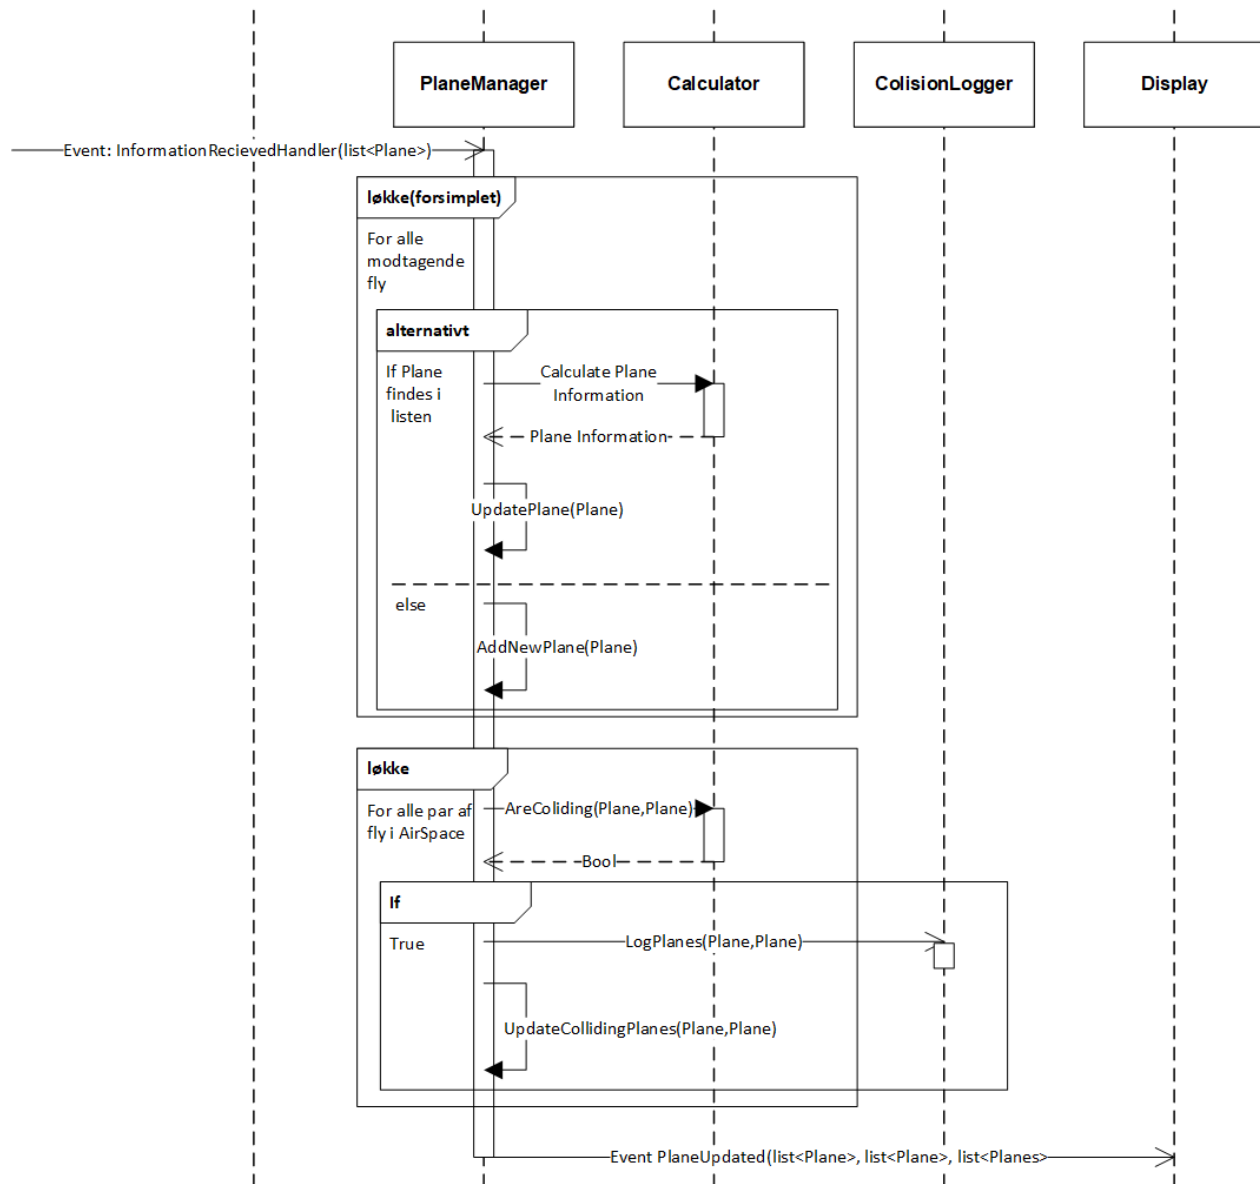 PlaneManager
Calculator
ColisionLogger
Display
Event: InformationRecievedHandler(list<Plane>)
løkke(forsimplet)
For alle
modtagende
fly
alternativt
If Plane
findes i
listen
Calculate Plane
Information
Plane Information
UpdatePlane(Plane)
else
AddNewPlane(Plane)
løkke
For alle par af
fly i AirSpace
AreColiding(Plane,Plane)
Bool
If
True
LogPlanes(Plane,Plane)
UpdateCollidingPlanes(Plane,Plane)
Event PlaneUpdated(list<Plane>, list<Plane>, list<Planes>